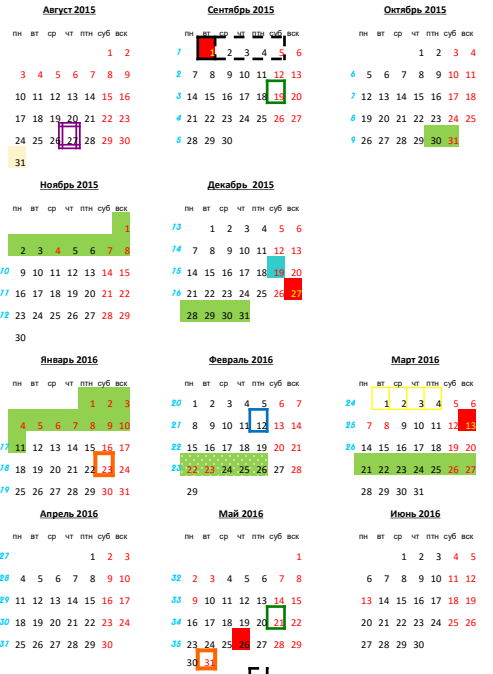 Август 2015
пн вт ср чт птн суб вск
1 2
3 4 5 6 7 8 9
10 11 12 13 14 15 16
17 18 19 20 21 22 23
24 25 26 27 28 29 30
31
Сентябрь 2015
пн вт ср чт птн суб вск
1 1 2 3 4 5 6
2 7 8 9 10 11 12 13
3 14 15 16 17 18 19 20
4 21 22 23 24 25 26 27
5 28 29 30
Октябрь 2015
пн вт ср чт птн суб вск
1 2 3 4
6 5 6 7 8 9 10 11
7 12 13 14 15 16 17 18
8 19 20 21 22 23 24 25
9 26 27 28 29 30 31
Ноябрь 2015
пн вт ср чт птн суб вск
1
2 3 4 5 6 7 8
10 9 10 11 12 13 14 15
11 16 17 18 19 20 21 22
12 23 24 25 26 27 28 29
30
Декабрь 2015
пн вт ср чт птн суб вск
13 1 2 3 4 5 6
14 7 8 9 10 11 12 13
15 14 15 16 17 18 19 20
16 21 22 23 24 25 26 27
28 29 30 31
Январь 2016
пн вт ср чт птн суб вск
1 2 3
4 5 6 7 8 9 10
17 11 12 13 14 15 16 17
18 18 19 20 21 22 23 24
19 25 26 27 28 29 30 31
Февраль 2016
пн вт ср чт птн суб вск
20 1 2 3 4 5 6 7
21 8 9 10 11 12 13 14
22 15 16 17 18 19 20 21
23 22 23 24 25 26 27 28
29
Март 2016
пн вт ср чт птн суб вск
24 1 2 3 4 5 6
25 7 8 9 10 11 12 13
26 14 15 16 17 18 19 20
21 22 23 24 25 26 27
28 29 30 31
Апрель 2016
пн вт ср чт птн суб вск
27 1 2 3
28 4 5 6 7 8 9 10
29 11 12 13 14 15 16 17
30 18 19 20 21 22 23 24
31 25 26 27 28 29 30
Май 2016
пн вт ср чт птн суб вск
1
32 2 3 4 5 6 7 8
33 9 10 11 12 13 14 15
34 16 17 18 19 20 21 22
35 23 24 25 26 27 28 29
30 31
Июнь 2016
пн вт ср чт птн суб вск
1 2 3 4 5
6 7 8 9 10 11 12
13 14 15 16 17 18 19
20 21 22 23 24 25 26
27 28 29 30